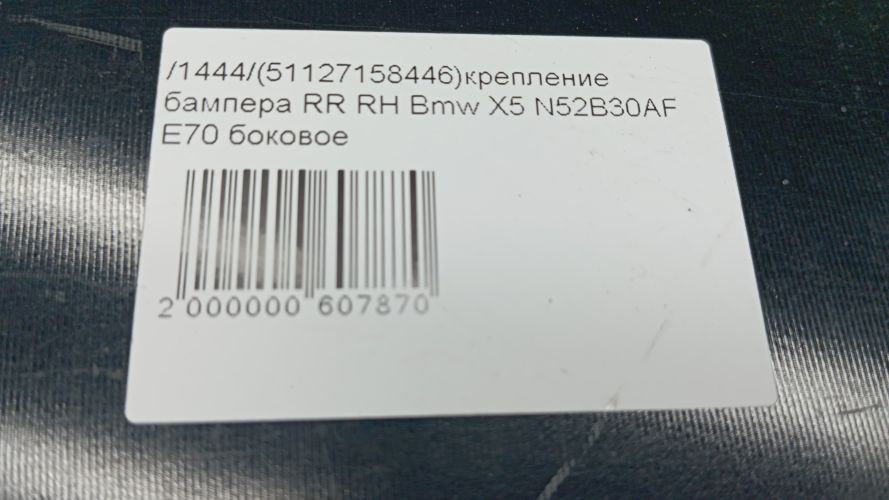 /1444/(51127158446)крепление
бампера RR RH Bmw X5 N52B30AF
E70 боковое
2 000000 607870